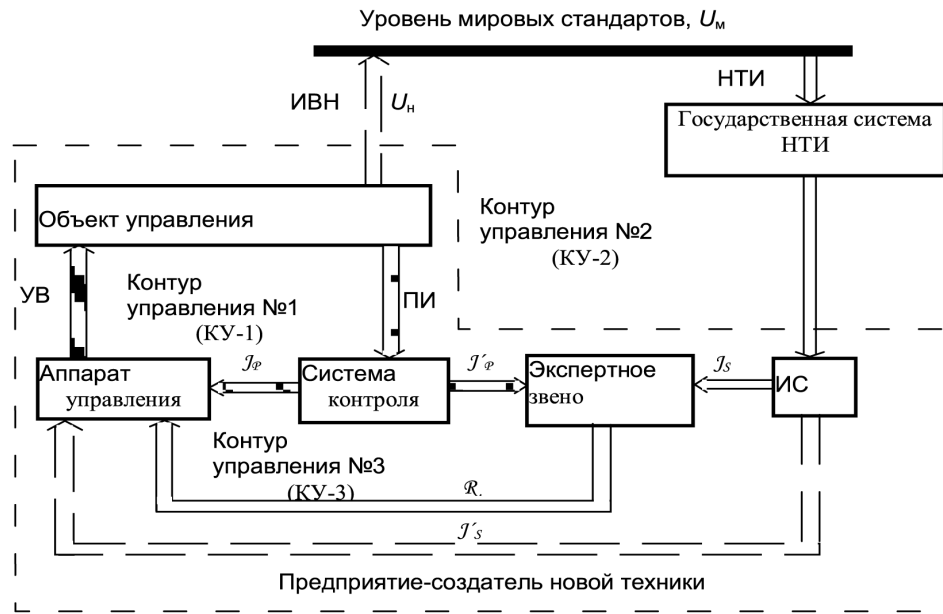 Уровень мировых стандартов, Uм
НТИ
ИВН
Uн
Государственная система
НТИ
Объект управления
Контур
управления №2
(КУ-2)
УВ
Контур
управления №1
(КУ-1)
ПИ
Аппарат
управления
𝒥𝒫
Система
контроля
𝒥´𝒫
Экспертное
звено
𝒥S
ИС
Контур
управления №3
(КУ-3)
ℛ.
𝒥´S
Предприятие-создатель новой техники